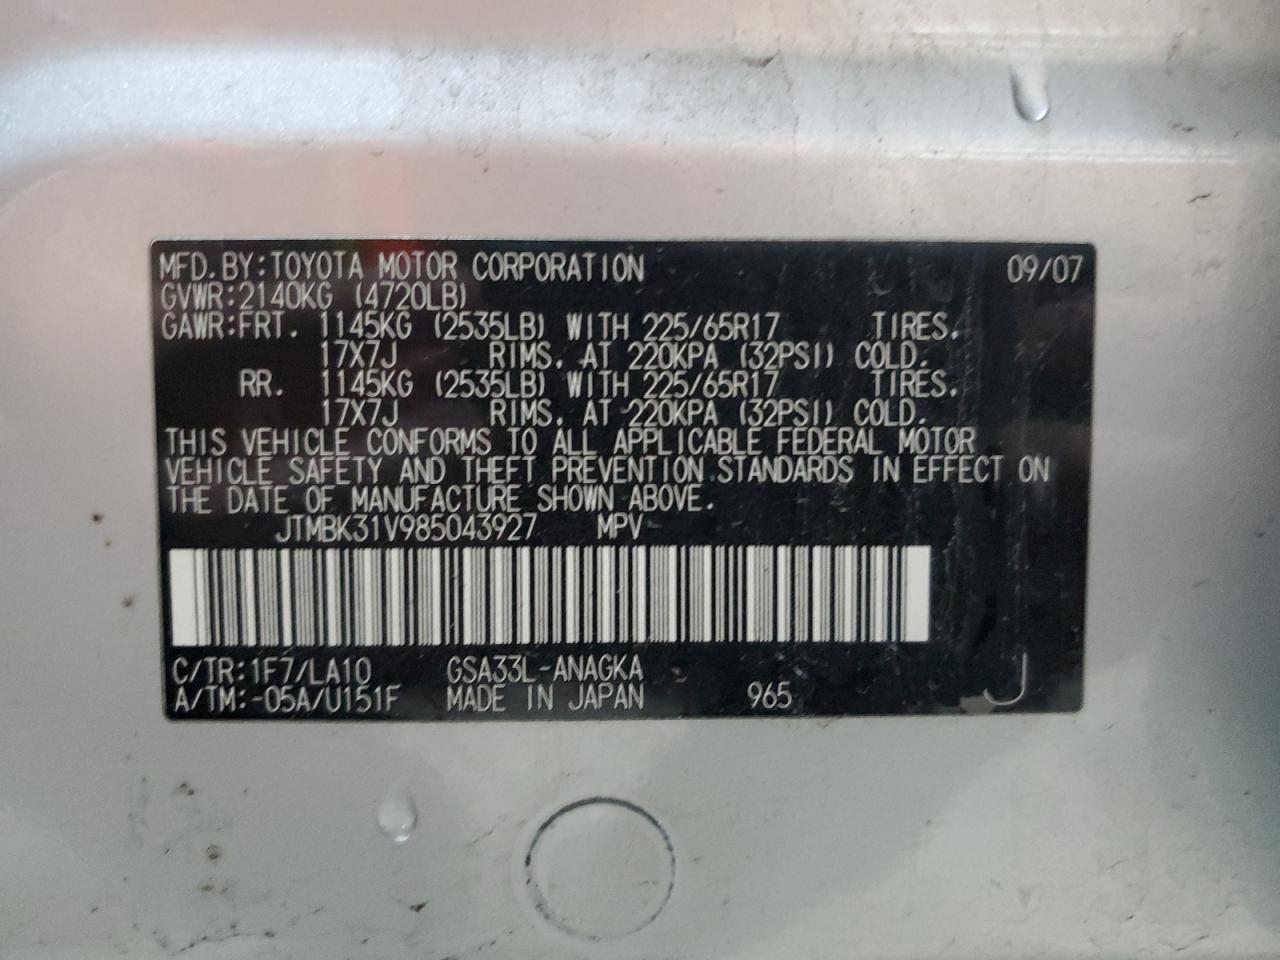 MFD. BY: TOYOTA MOTOR CORPORATION 09/07
GVWR: 2140KG (4720LB)
GAWR: FRT. 1145KG (2535LB) WITH 225/65R17 TIRES.
17X7J RIMS. AT 220KPA (32PSI) COLD.
RR. 1145KG (2535LB) WITH 225/65R17 TIRES.
17X7J RIMS. AT 220KPA (32PSI) COLD.
THIS VEHICLE CONFORMS TO ALL APPLICABLE FEDERAL MOTOR
VEHICLE SAFETY AND THEFT PREVENTION STANDARDS IN EFFECT ON
THE DATE OF MANUFACTURE SHOWN ABOVE.
JTMBK31V985043927 MPV
C/TR: 1F7/LA10 GSA33L-ANAGKA
A/TM: -05A/U151F MADE IN JAPAN 965 J